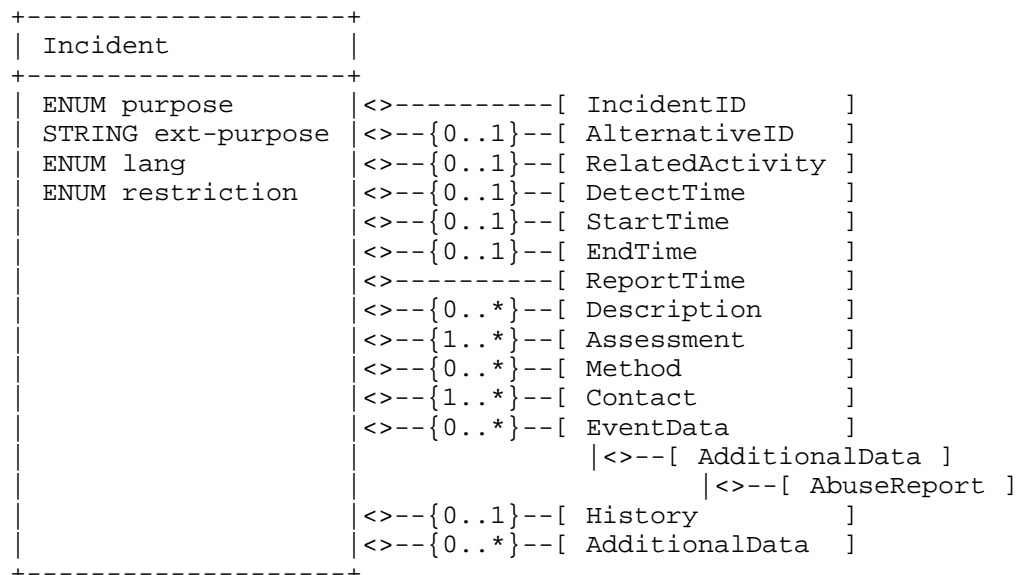 +--------------------+
| Incident           |
+--------------------+
| ENUM purpose       |<>----------[ IncidentID      ]
| STRING ext-purpose |<>--{0..1}--[ AlternativeID   ]
| ENUM lang          |<>--{0..1}--[ RelatedActivity ]
| ENUM restriction   |<>--{0..1}--[ DetectTime      ]
|                    |<>--{0..1}--[ StartTime       ]
|                    |<>--{0..1}--[ EndTime         ]
|                    |<>----------[ ReportTime      ]
|                    |<>--{0..*}--[ Description     ]
|                    |<>--{1..*}--[ Assessment      ]
|                    |<>--{0..*}--[ Method          ]
|                    |<>--{1..*}--[ Contact         ]
|                    |<>--{0..*}--[ EventData       ]
|                    |              |<>--[ AdditionalData ]
|                    |                     |<>--[ AbuseReport ]
|                    |<>--{0..1}--[ History         ]
|                    |<>--{0..*}--[ AdditionalData  ]
+--------------------+